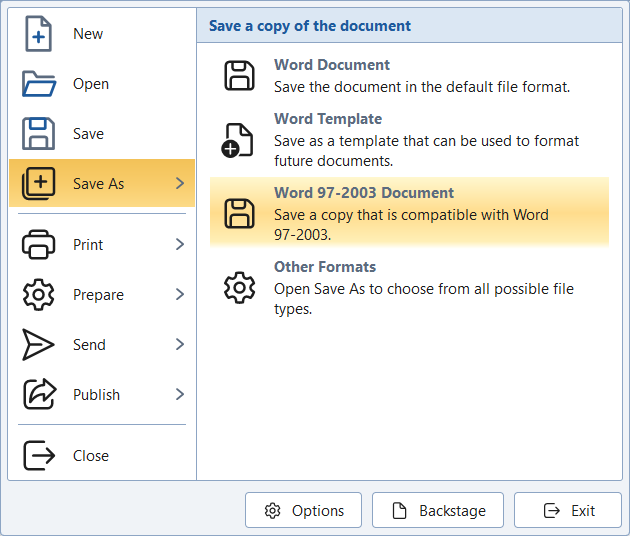 New
Open
Save
Save As
Print
Prepare
Send
Publish
Close
Save a copy of the document
Word Document
Save the document in the default file format.
Word Template
Save as a template that can be used to format
future documents.
Word 97-2003 Document
Save a copy that is compatible with Word
97-2003.
Other Formats
Open Save As to choose from all possible file
types.
Options
Backstage
Exit